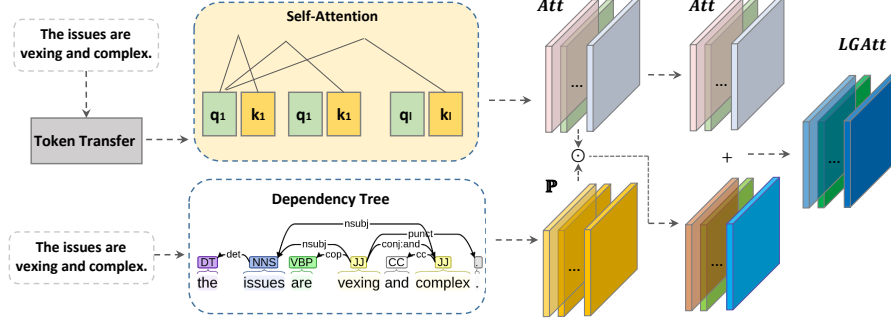 Self-Attention
Att
Att
LGAtt
The issues are
vexing and complex.
q1 k1 q1 k1 ql kl
...
...
...
Token Transfer
+
ℙ
Dependency Tree
nsubj
punct
det
nsubj
cop
conj:and
cc
The issues are
vexing and complex.
DT NNS VBP JJ CC JJ .
the issues are vexing and complex .
...
...